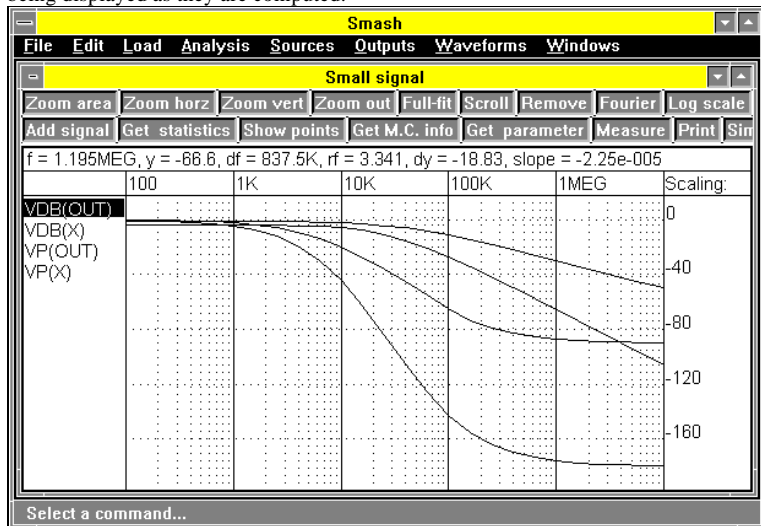 being displayed as they are computed.
Smash
File Edit Load Analysis Sources Outputs Waveforms Windows
Small signal
Zoom area Zoom horz Zoom vert Zoom out Full-fit Scroll Remove Fourier Log scale
Add signal Get statistics Show points Get M.C. info Get parameter Measure Print Sim
f = 1.195MEG, y = -66.6, df = 837.5K, rf = 3.341, dy = -18.83, slope = -2.25e-005
100 1K 10K 100K 1MEG Scaling:
VDB(OUT)
VDB(X)
VP(OUT)
VP(X)
0
-40
-80
-120
-160
Select a command...